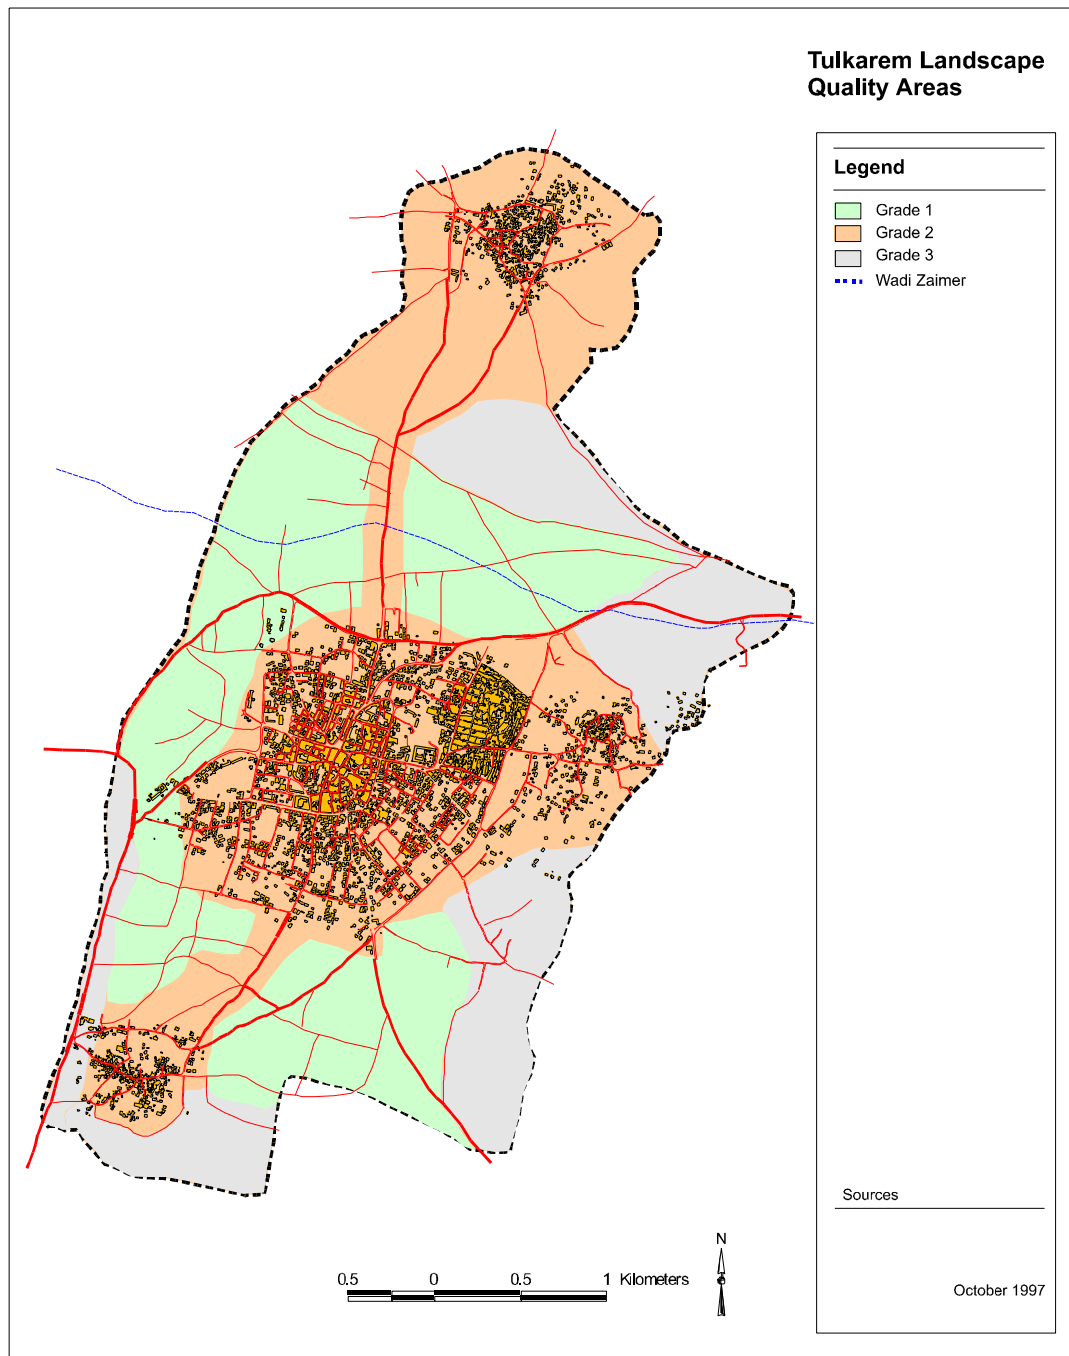 Tulkarem Landscape
Quality Areas
Legend
Grade 1
Grade 2
Grade 3
Wadi Zaimer
Sources
N
0.5 0 0.5 1 Kilometers
October 1997